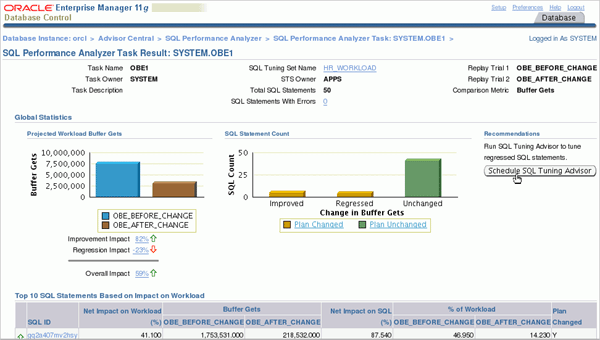 ORACLE Enterprise Manager 11g
Database Control
Setup Preferences Help Logout
Database
Database Instance: orcl > Advisor Central > SQL Performance Analyzer > SQL Performance Analyzer Task: SYSTEM.OBE1 >
Logged in As SYSTEM
SQL Performance Analyzer Task Result: SYSTEM.OBE1
Task Name OBE1
Task Owner SYSTEM
Task Description
SQL Tuning Set Name HR_WORKLOAD
STS Owner APPS
Total SQL Statements 50
SQL Statements With Errors 0
Replay Trial 1 OBE_BEFORE_CHANGE
Replay Trial 2 OBE_AFTER_CHANGE
Comparison Metric Buffer Gets
Global Statistics
Projected Workload Buffer Gets
Buffer Gets
10,000,000
7,500,000
5,000,000
2,500,000
OBE_BEFORE_CHANGE
OBE_AFTER_CHANGE
Improvement Impact 82%
Regression Impact -23%
Overall Impact 59%
SQL Statement Count
SQL Count
50
25
0
Improved Regressed Unchanged
Change in Buffer Gets
Plan Changed Plan Unchanged
Recommendations
Run SQL Tuning Advisor to tune
regressed SQL statements.
Schedule SQL Tuning Advisor
Top 10 SQL Statements Based on Impact on Workload
Buffer Gets % of Workload
SQL ID Net Impact on Workload (%) OBE_BEFORE_CHANGE OBE_AFTER_CHANGE Net Impact on SQL (%) OBE_BEFORE_CHANGE OBE_AFTER_CHANGE Plan Changed
gq2a407mv2hsy 41.100 1,753,531.000 218,532.000 87.540 46.950 14.230 Y